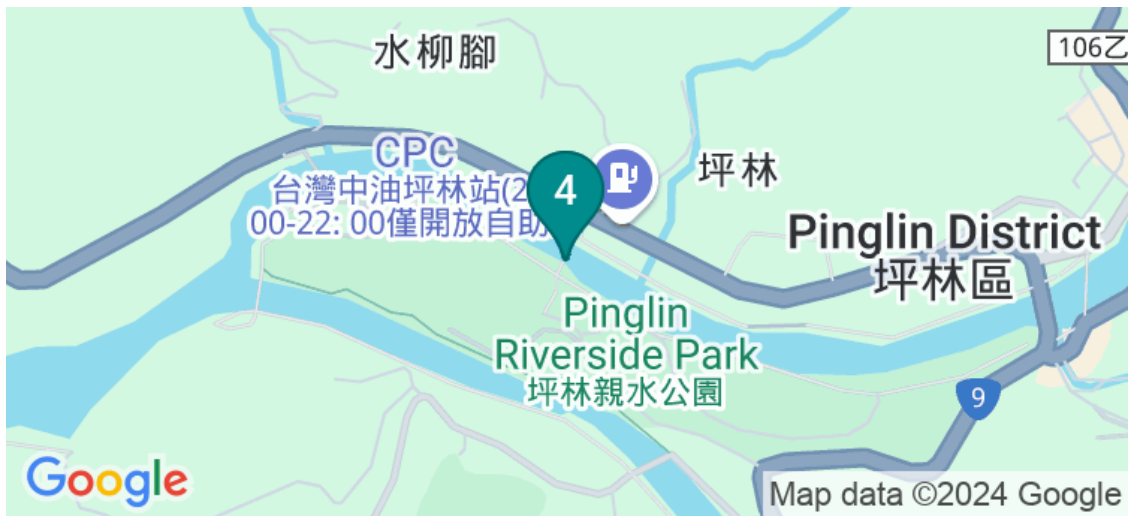 水柳腳
106乙
CPC
台灣中油坪林站(2
00-22: 00僅開放自助
4
坪林
Pinglin District
坪林區
Pinglin
Riverside Park
坪林親水公園
9
Google
Map data ©2024 Google